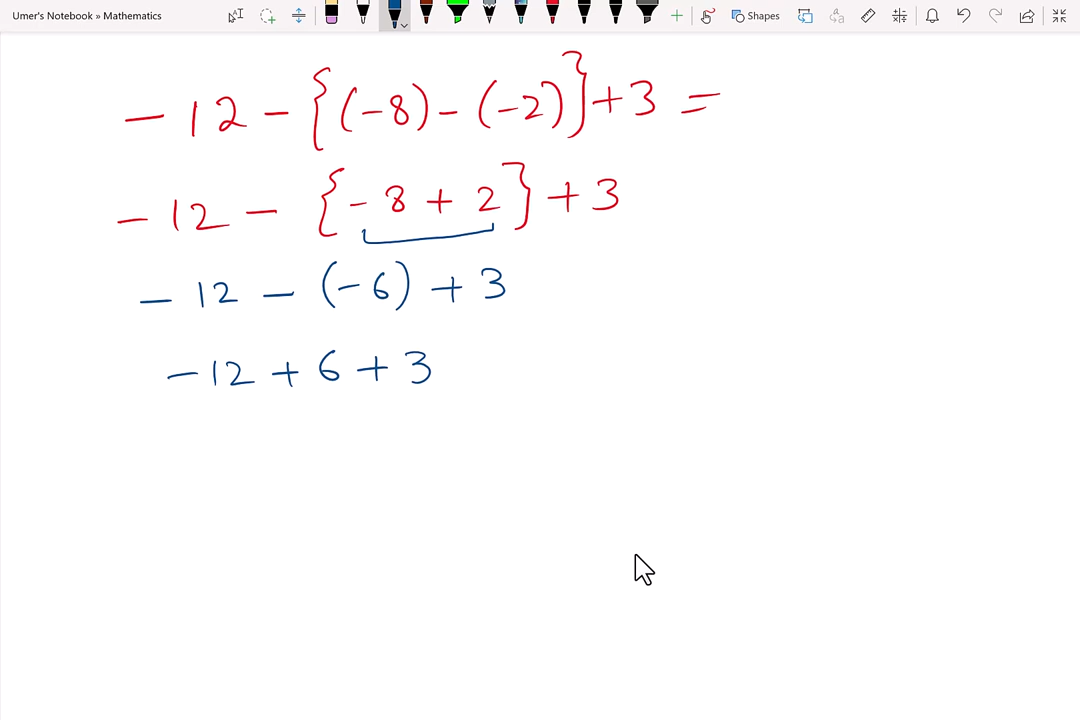 Umer's Notebook » Mathematics
Shapes
-12-{(-8)-(-2)}+3=
-12-{-8+2}+3
-12-(-6)+3
-12+6+3